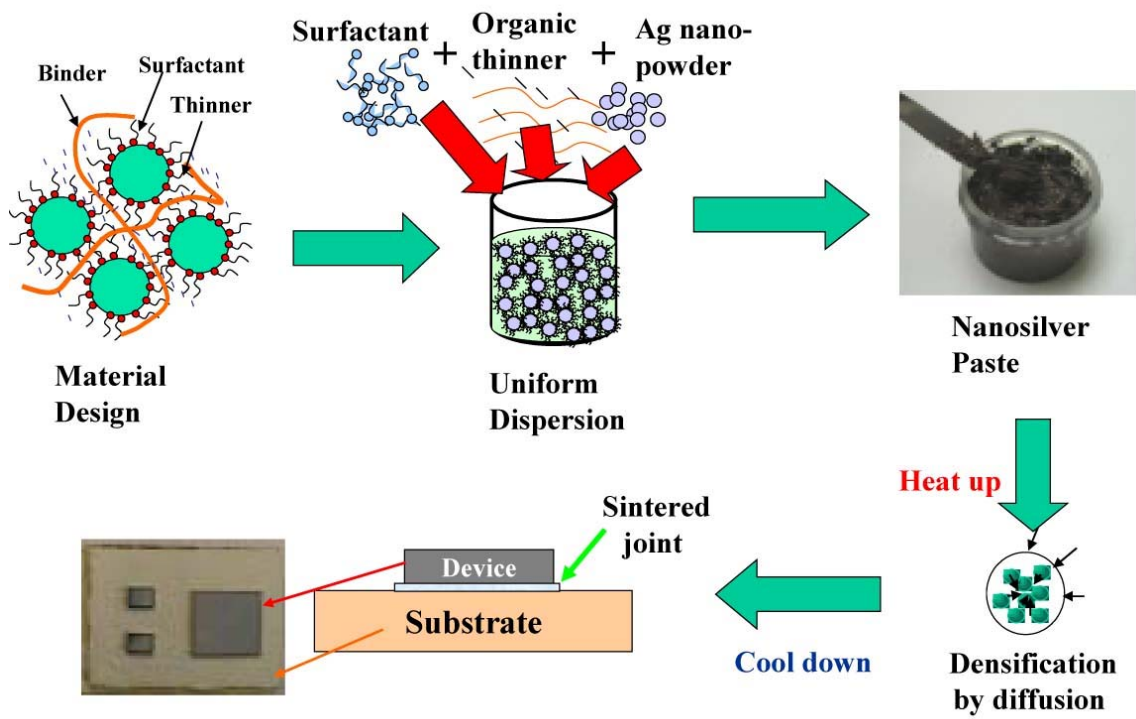 Surfactant + Organic thinner + Ag nano-powder
Binder
Surfactant
Thinner
Material
Design
Uniform
Dispersion
Nanosilver
Paste
Heat up
Sintered
joint
Device
Substrate
Cool down
Densification
by diffusion